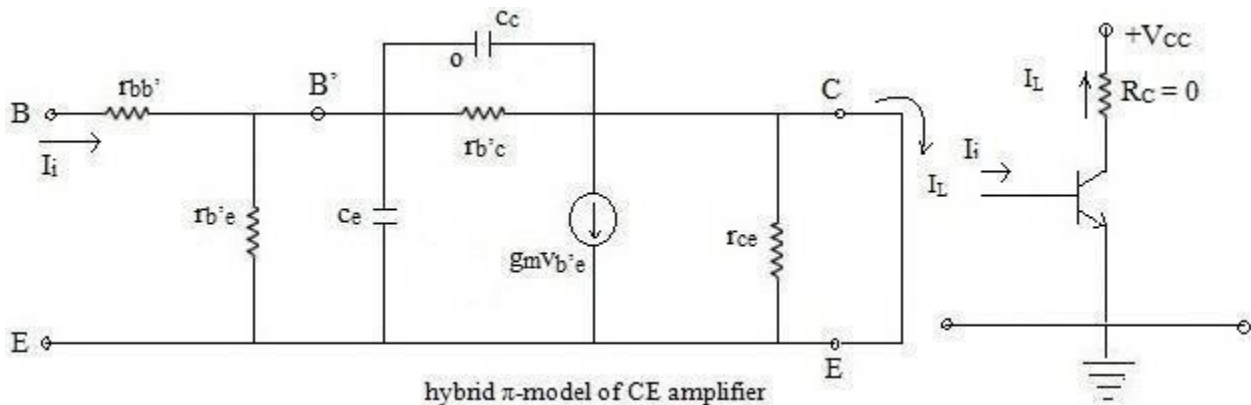 Cc
o
+VCC
rbb'
B'
C
IL
RC = 0
B
Ii
rb'c
IL
Ii
rb'e
ce
gmvb'e
rce
E
E
hybrid π-model of CE amplifier